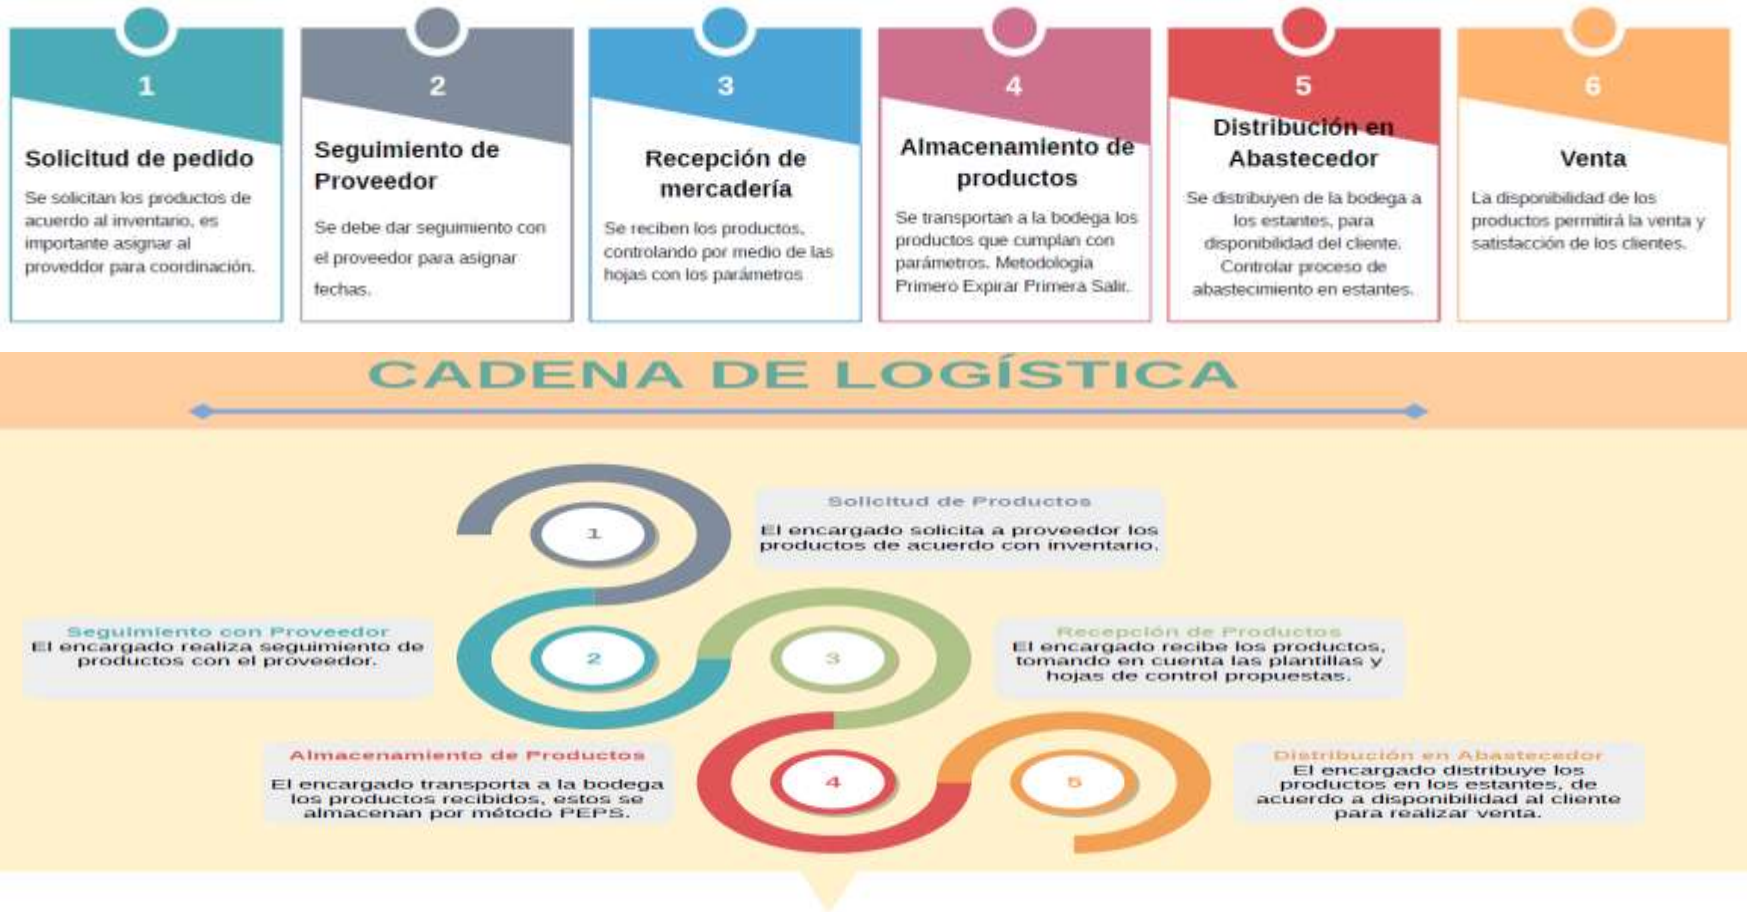 1
Solicitud de pedido
Se solicitan los productos de
acuerdo al inventario, es
importante asignar al
proveddor para coordinación.
2
Seguimiento de
Proveedor
Se debe dar seguimiento con
el proveedor para asignar
fechas.
3
Recepción de
mercadería
Se reciben los productos,
controlando por medio de las
hojas con los parámetros
4
Almacenamiento de
productos
Se transportan a la bodega los
productos que cumplan con
parámetros. Metodología
Primero Expirar Primera Salir.
5
Distribución en
Abastecedor
Se distribuyen de la bodega a
los estantes, para
disponibilidad del cliente.
Controlar proceso de
abastecimiento en estantes.
6
Venta
La disponibilidad de los
productos permitirá la venta y
satisfacción de los clientes.
CADENA DE LOGÍSTICA
1
Solicitud de Productos
El encargado solicita a proveedor los
productos de acuerdo con inventario.
Seguimiento con Proveedor
El encargado realiza seguimiento de
productos con el proveedor.
2
3
Recepción de Productos
El encargado recibe los productos,
tomando en cuenta las plantillas y
hojas de control propuestas.
Almacenamiento de Productos
El encargado transporta a la bodega
los productos recibidos, estos se
almacenan por método PEPS.
4
5
Distribución en Abastecedor
El encargado distribuye los
productos en los estantes, de
acuerdo a disponibilidad al cliente
para realizar venta.